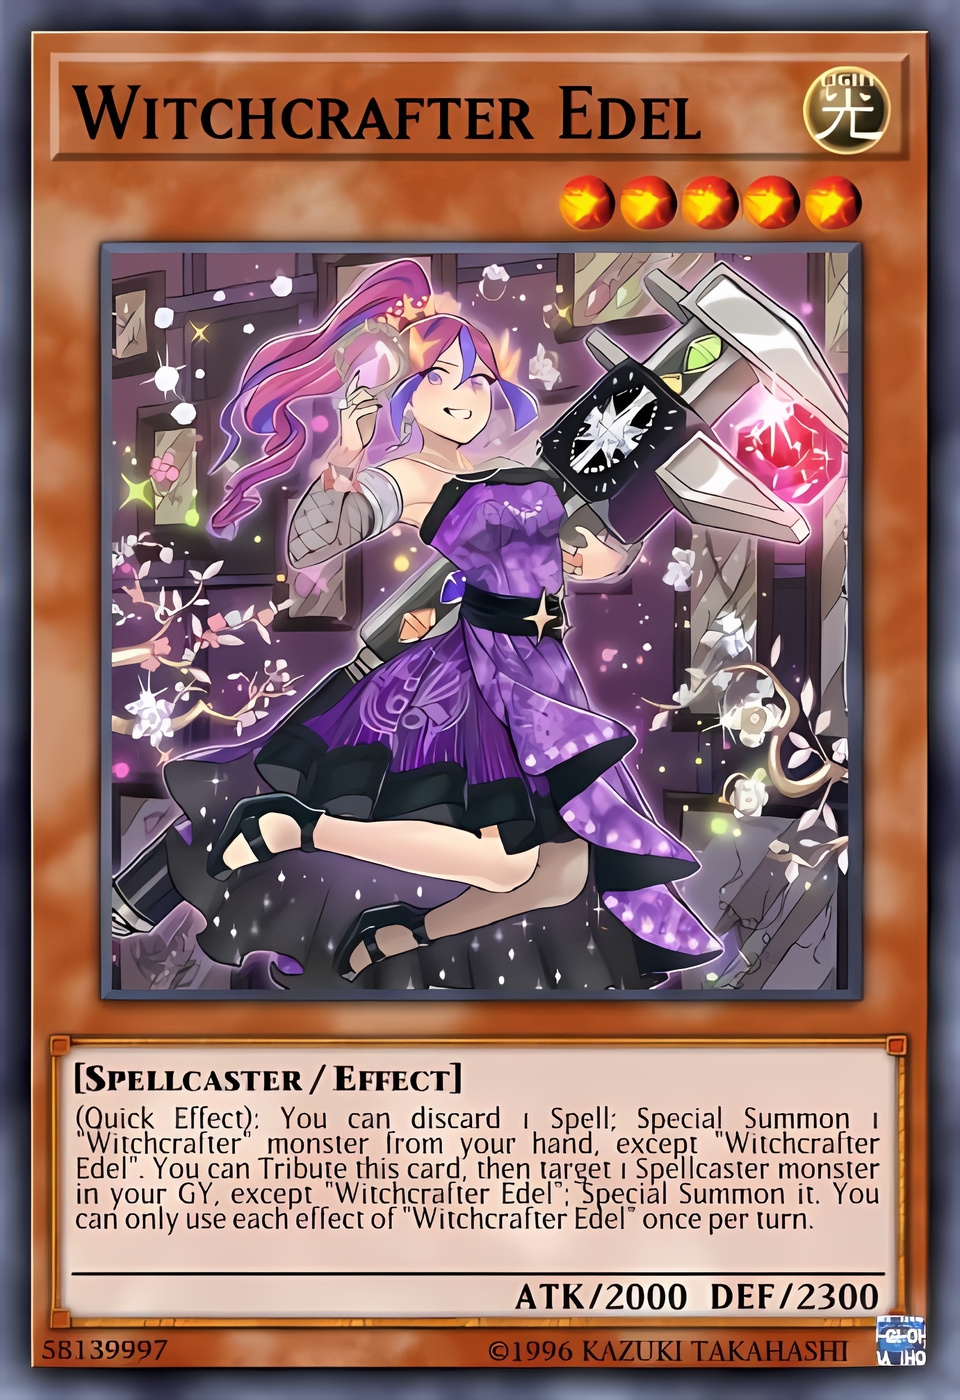 WITCHCRAFTER EDEL
光
[SPELLCASTER / EFFECT]
(Quick Effect): You can discard 1 Spell; Special Summon 1
"Witchcrafter" monster from your hand, except "Witchcrafter
Edel". You can Tribute this card, then target 1 Spellcaster monster
in your GY, except "Witchcrafter Edel"; Special Summon it. You
can only use each effect of "Witchcrafter Edel" once per turn.
ATK/2000 DEF/2300
58139997
©1996 KAZUKI TAKAHASHI